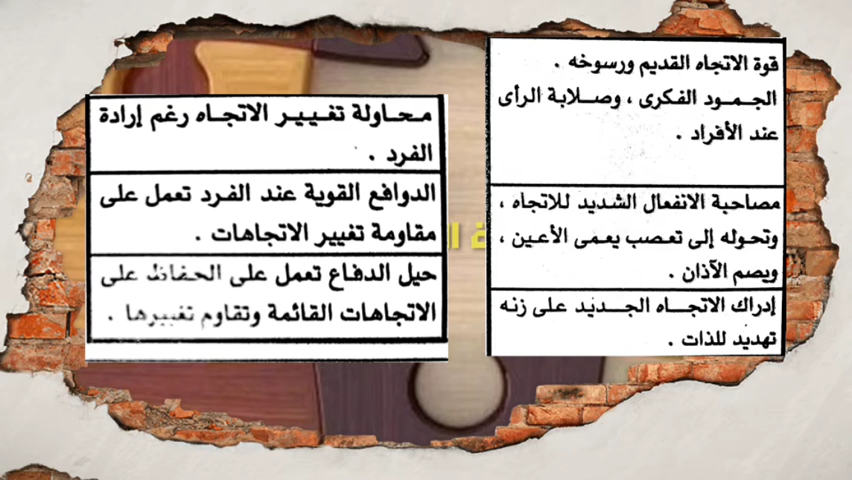 قوة الاتجاه القديم ورسوخه .
الجمود الفكرى ، وصلابة الرأى
عند الأفراد .
مصاحبة الانفعال الشديد للاتجاه ،
وتحوله إلى تعصب يعمى الأعين ،
ويصم الآذان .
إدراك الاتجاه الجديد على زنه
تهديد للذات .
محاولة تغيير الاتجاه رغم إرادة
الفرد .
الدوافع القوية عند الفرد تعمل على
مقاومة تغيير الاتجاهات .
حيل الدفاع تعمل على الحفاظ على
الاتجاهات القائمة وتقاوم تغييرها .